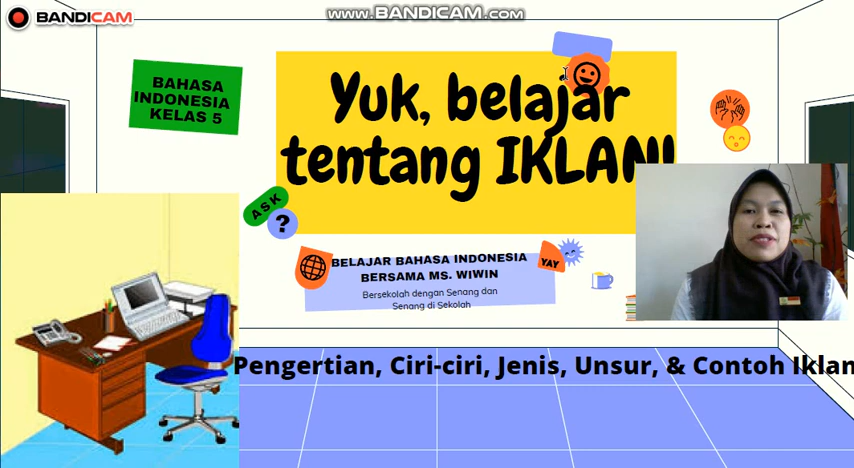 BANDICAM
www.BANDICAM.com
BAHASA
INDONESIA
KELAS 5
Yuk, belajar
tentang IKLAN!
ASK
?
BELAJAR BAHASA INDONESIA
BERSAMA MS. WIWIN
YAY
Bersekolah dengan Senang dan
Senang di Sekolah
Pengertian, Ciri-ciri, Jenis, Unsur, & Contoh Iklan